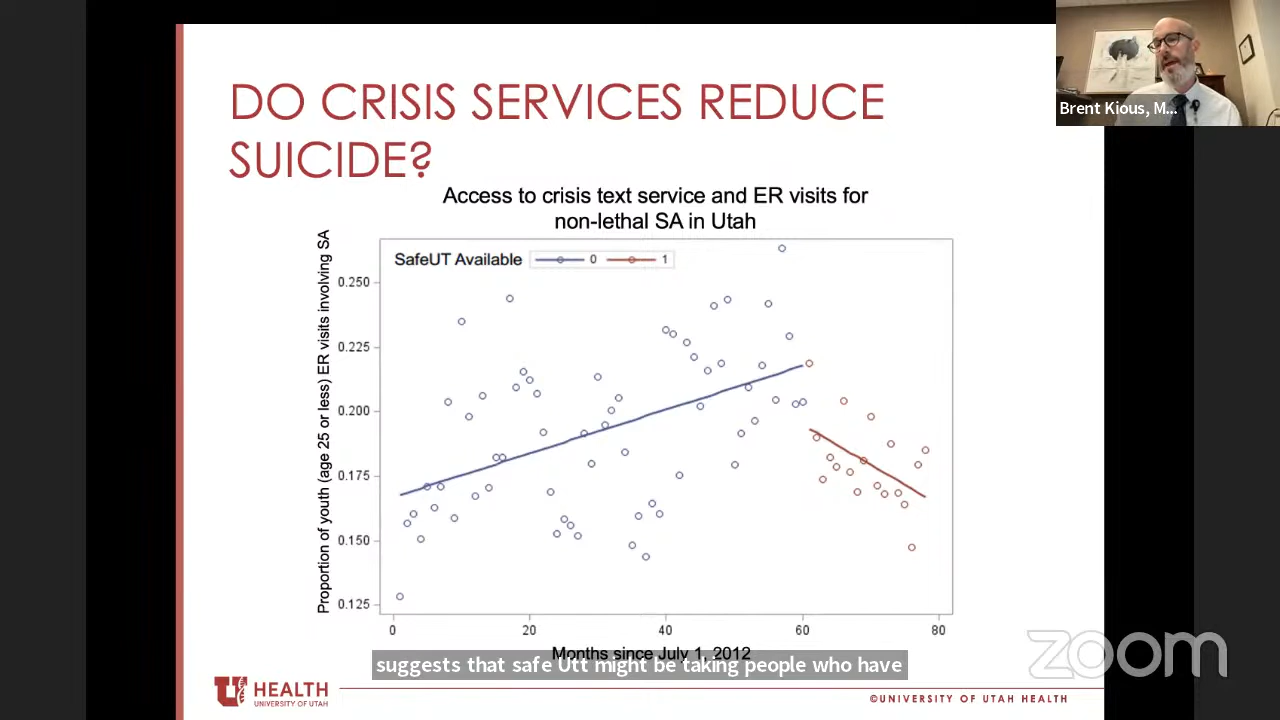 DO CRISIS SERVICES REDUCE
SUICIDE?
Brent Kious, M...
Access to crisis text service and ER visits for
non-lethal SA in Utah
SafeUT Available 0 1
Proportion of youth (age 25 or less) ER visits involving SA
0.250
0.225
0.200
0.175
0.150
0.125
0 20 40 60 80
Months since July 1, 2012
suggests that safe Utt might be taking people who have
zoom
U HEALTH
UNIVERSITY OF UTAH
©UNIVERSITY OF UTAH HEALTH